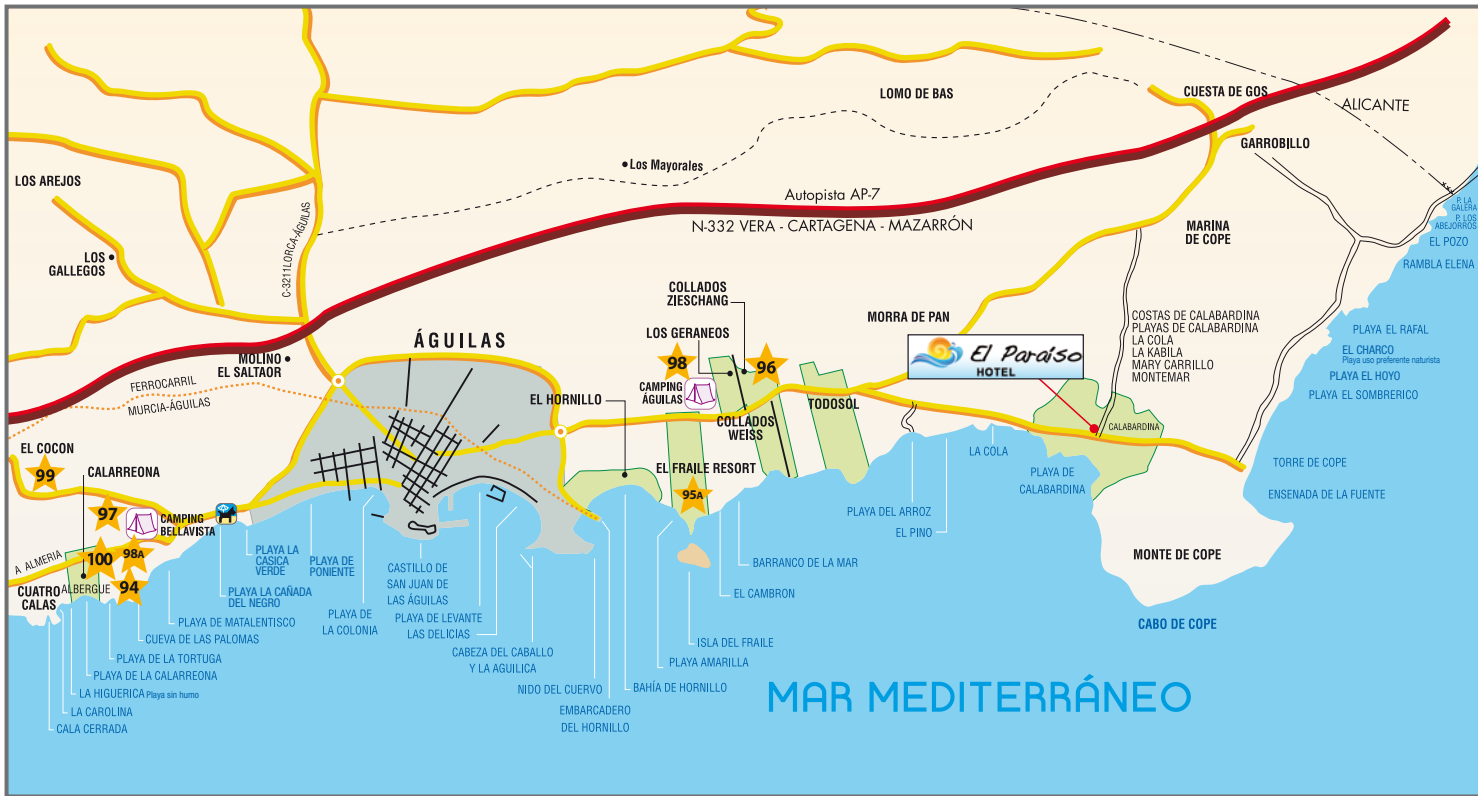 LOMO DE BAS
CUESTA DE GOS
ALICANTE
GARROBILLO
Los Mayorales
LOS AREJOS
Autopista AP-7
N-332 VERA - CARTAGENA - MAZARRÓN
C-3211LORCA-ÁGUILAS
LOS
GALLEGOS
MARINA
DE COPE
P. LA
GALERA
P. LOS
ABEJORROS
EL POZO
RAMBLA ELENA
COLLADOS
ZIESCHANG
LOS GERANEOS
MORRA DE PAN
COSTAS DE CALABARDINA
PLAYAS DE CALABARDINA
LA COLA
LA KABILA
MARY CARRILLO
MONTEMAR
PLAYA EL RAFAL
EL CHARCO
Playa uso preferente naturista
PLAYA EL HOYO
PLAYA EL SOMBRERICO
El Paraíso
HOTEL
ÁGUILAS
MOLINO
EL SALTAOR
FERROCARRIL
MURCIA-ÁGUILAS
98
96
CAMPING
ÁGUILAS
EL HORNILLO
COLLADOS
WEISS
TODOSOL
CALABARDINA
EL COCON
99
CALARREONA
EL FRAILE RESORT
95A
LA COLA
PLAYA DE
CALABARDINA
TORRE DE COPE
ENSENADA DE LA FUENTE
97
CAMPING
BELLAVISTA
PLAYA DEL ARROZ
EL PINO
A ALMERIA
100
98A
94
CUATRO
CALAS
ALBERGUE
PLAYA LA
CASICA
VERDE
PLAYA DE
PONIENTE
CASTILLO DE
SAN JUAN DE
LAS ÁGUILAS
BARRANCO DE LA MAR
MONTE DE COPE
PLAYA LA CAÑADA
DEL NEGRO
PLAYA DE
LA COLONIA
PLAYA DE LEVANTE
LAS DELICIAS
EL CAMBRON
CABO DE COPE
PLAYA DE MATALENTISCO
CUEVA DE LAS PALOMAS
PLAYA DE LA TORTUGA
PLAYA DE LA CALARREONA
LA HIGUERICA Playa sin humo
LA CAROLINA
CALA CERRADA
CABEZA DEL CABALLO
Y LA AGUILICA
ISLA DEL FRAILE
PLAYA AMARILLA
NIDO DEL CUERVO
BAHÍA DE HORNILLO
EMBARCADERO
DEL HORNILLO
MAR MEDITERRÁNEO